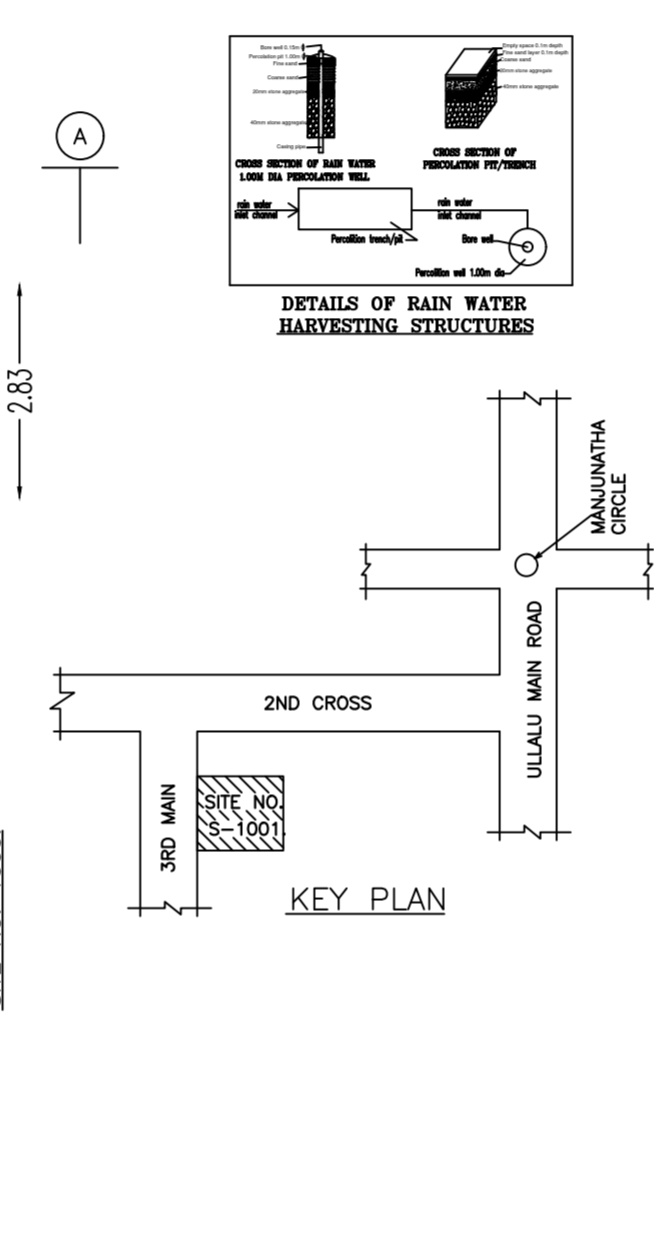 Bore well 0.15m
Percolation pit 1.00m
Fine sand
Coarse sand
20mm stone aggregate
40mm stone aggregate
Casing pipe
CROSS SECTION OF RAIN WATER
1.00M DIA PERCOLATION WELL
Empty space 0.1m depth
Fine sand layer 0.1m depth
Coarse sand
20mm stone aggregate
40mm stone aggregate
CROSS SECTION OF
PERCOLATION PIT/TRENCH
rain water
inlet channel
Percolition trench/pit
rain water
inlet channel
Bore well
Percolition well 1.00m dia
DETAILS OF RAIN WATER
HARVESTING STRUCTURES
A
2.83
MANJUNATHA
CIRCLE
ULLALU MAIN ROAD
2ND CROSS
3RD MAIN
SITE NO.
S-1001
KEY PLAN